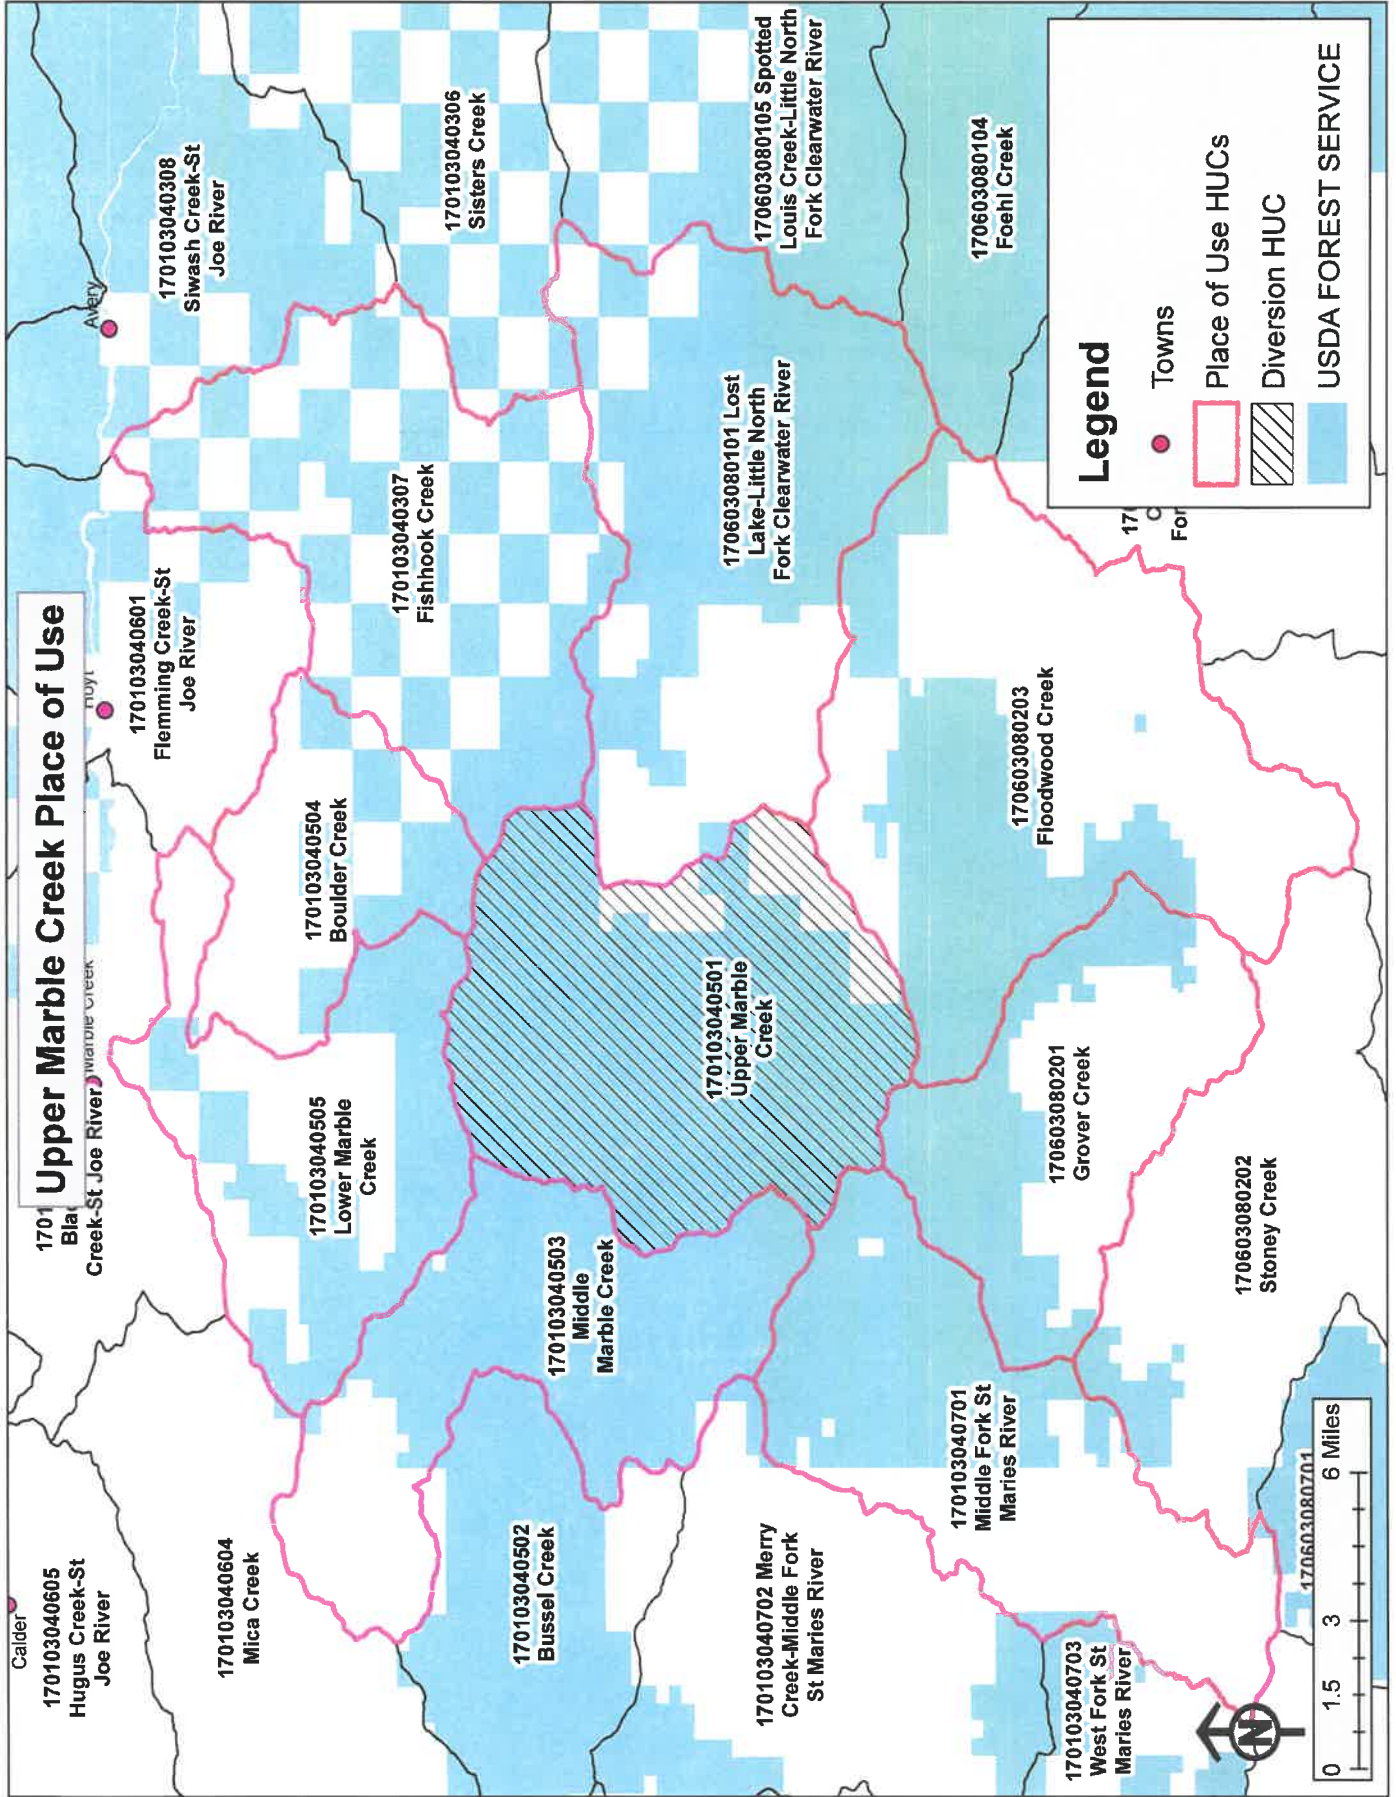 Upper Marble Creek Place of Use
Calder
170103040605
Hugus Creek-St
Joe River
1701
Creek-St Joe River
Marble Creek
Hoyt
Avery
170103040601
Flemming Creek-St
Joe River
170103040308
Siwash Creek-St
Joe River
170103040604
Mica Creek
170103040505
Lower Marble
Creek
170103040504
Boulder Creek
170103040307
Fishhook Creek
170103040306
Sisters Creek
170103040502
Bussel Creek
170103040503
Middle
Marble Creek
170103040501
Upper Marble
Creek
170603080101 Lost
Lake-Little North
Fork Clearwater River
170603080105 Spotted
Louis Creek-Little North
Fork Clearwater River
170103040702 Merry
Creek-Middle Fork
St Maries River
170103040701
Middle Fork St
Maries River
170603080203
Floodwood Creek
170603080104
Foehl Creek
170103040703
West Fork St
Maries River
170603080201
Grover Creek
170603080202
Stoney Creek
170603080701
N
0 1.5 3 6 Miles
Legend
Towns
Place of Use HUCs
Diversion HUC
USDA FOREST SERVICE